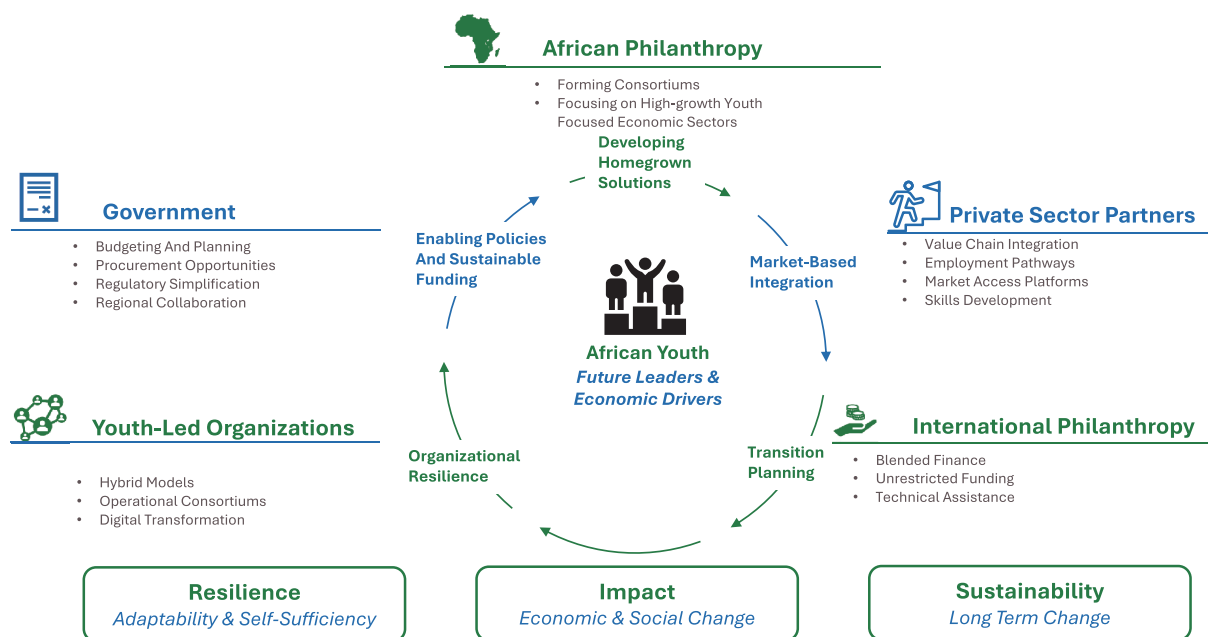 African Philanthropy
• Forming Consortiums
• Focusing on High-growth Youth
Focused Economic Sectors
Developing
Homegrown
Solutions
Government
• Budgeting And Planning
• Procurement Opportunities
• Regulatory Simplification
• Regional Collaboration
Enabling Policies
And Sustainable
Funding
Market-Based
Integration
Private Sector Partners
• Value Chain Integration
• Employment Pathways
• Market Access Platforms
• Skills Development
African Youth
Future Leaders &
Economic Drivers
Youth-Led Organizations
• Hybrid Models
• Operational Consortiums
• Digital Transformation
Organizational
Resilience
Transition
Planning
International Philanthropy
• Blended Finance
• Unrestricted Funding
• Technical Assistance
Resilience
Adaptability & Self-Sufficiency
Impact
Economic & Social Change
Sustainability
Long Term Change